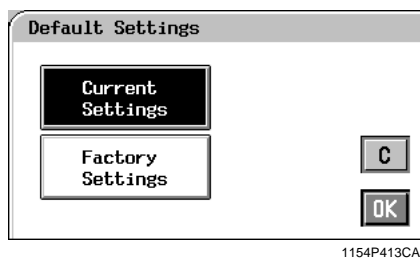 Default Settings
Current
Settings
Factory
Settings
C
OK
1154P413CA